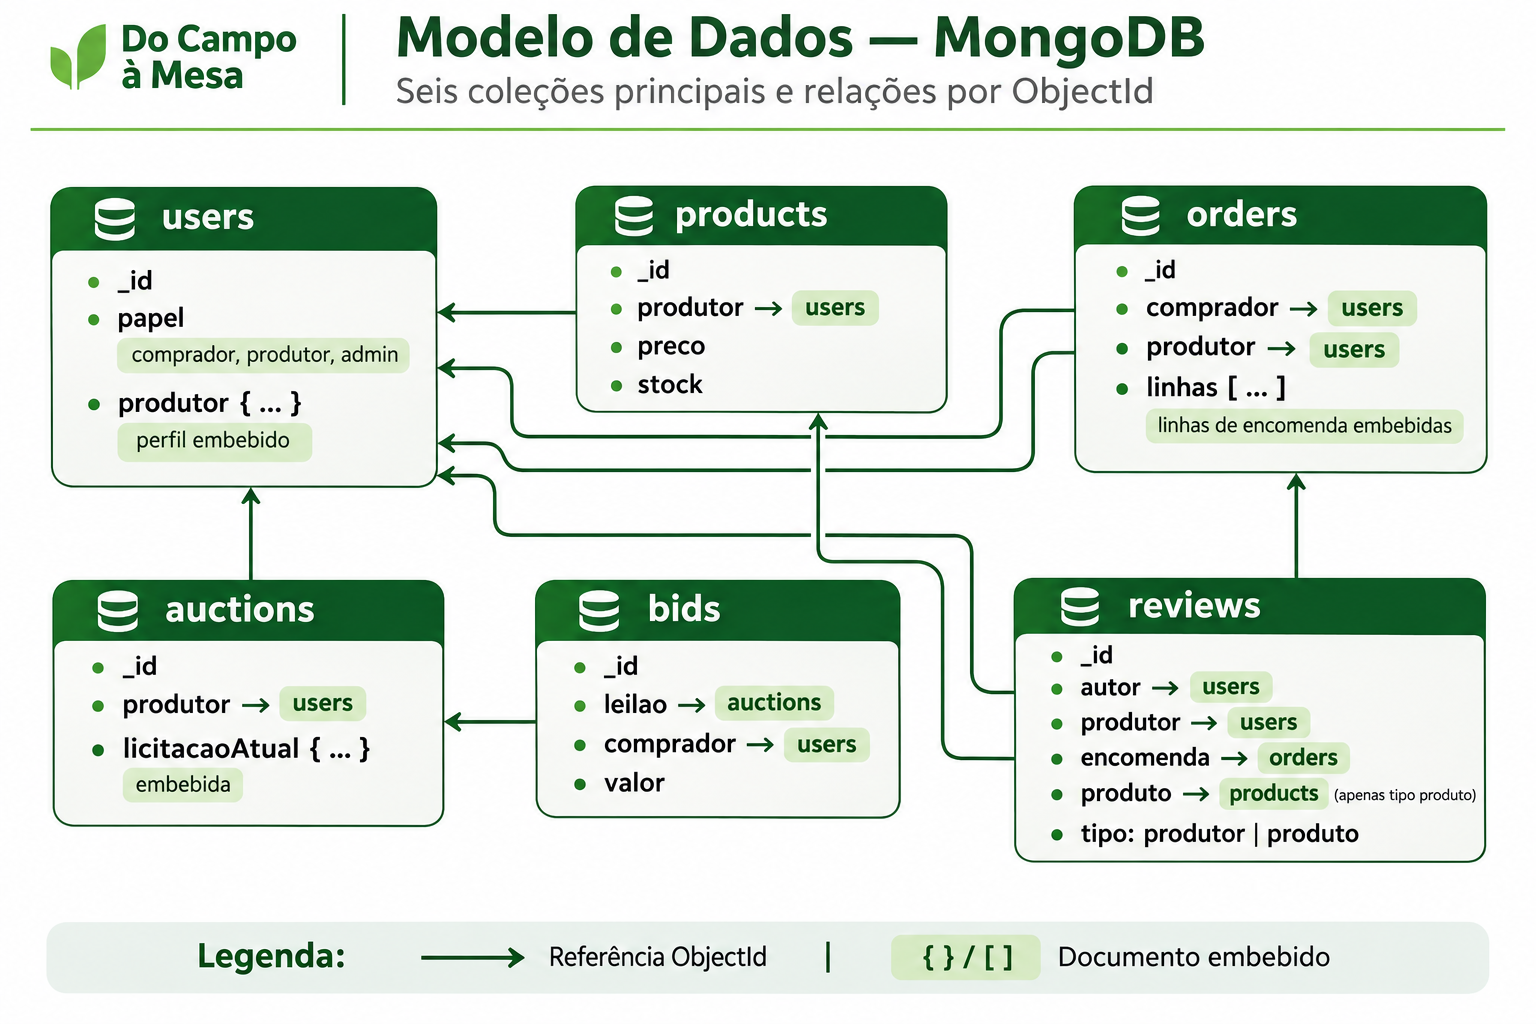 Do Campo
à Mesa
Modelo de Dados — MongoDB
Seis coleções principais e relações por ObjectId
users
_id
papel
comprador, produtor, admin
produtor { ... }
perfil embebido
products
_id
produtor → users
preco
stock
orders
_id
comprador → users
produtor → users
linhas [ ... ]
linhas de encomenda embebidas
auctions
_id
produtor → users
licitacaoAtual { ... }
embebida
bids
_id
leilao → auctions
comprador → users
valor
reviews
_id
autor → users
produtor → users
encomenda → orders
produto → products (apenas tipo produto)
tipo: produtor | produto
Legenda: Referência ObjectId | { } / [ ] Documento embebido